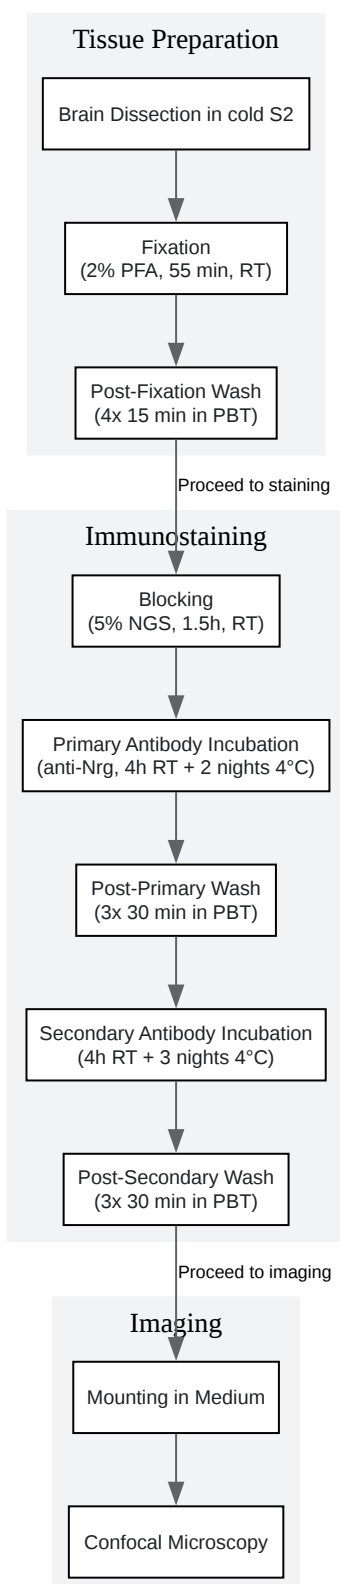 Tissue Preparation
Brain Dissection in cold S2
Fixation
(2% PFA, 55 min, RT)
Post-Fixation Wash
(4x 15 min in PBT)
Proceed to staining
Immunostaining
Blocking
(5% NGS, 1.5h, RT)
Primary Antibody Incubation
(anti-Nrg, 4h RT + 2 nights 4°C)
Post-Primary Wash
(3x 30 min in PBT)
Secondary Antibody Incubation
(4h RT + 3 nights 4°C)
Post-Secondary Wash
(3x 30 min in PBT)
Proceed to imaging
Imaging
Mounting in Medium
Confocal Microscopy